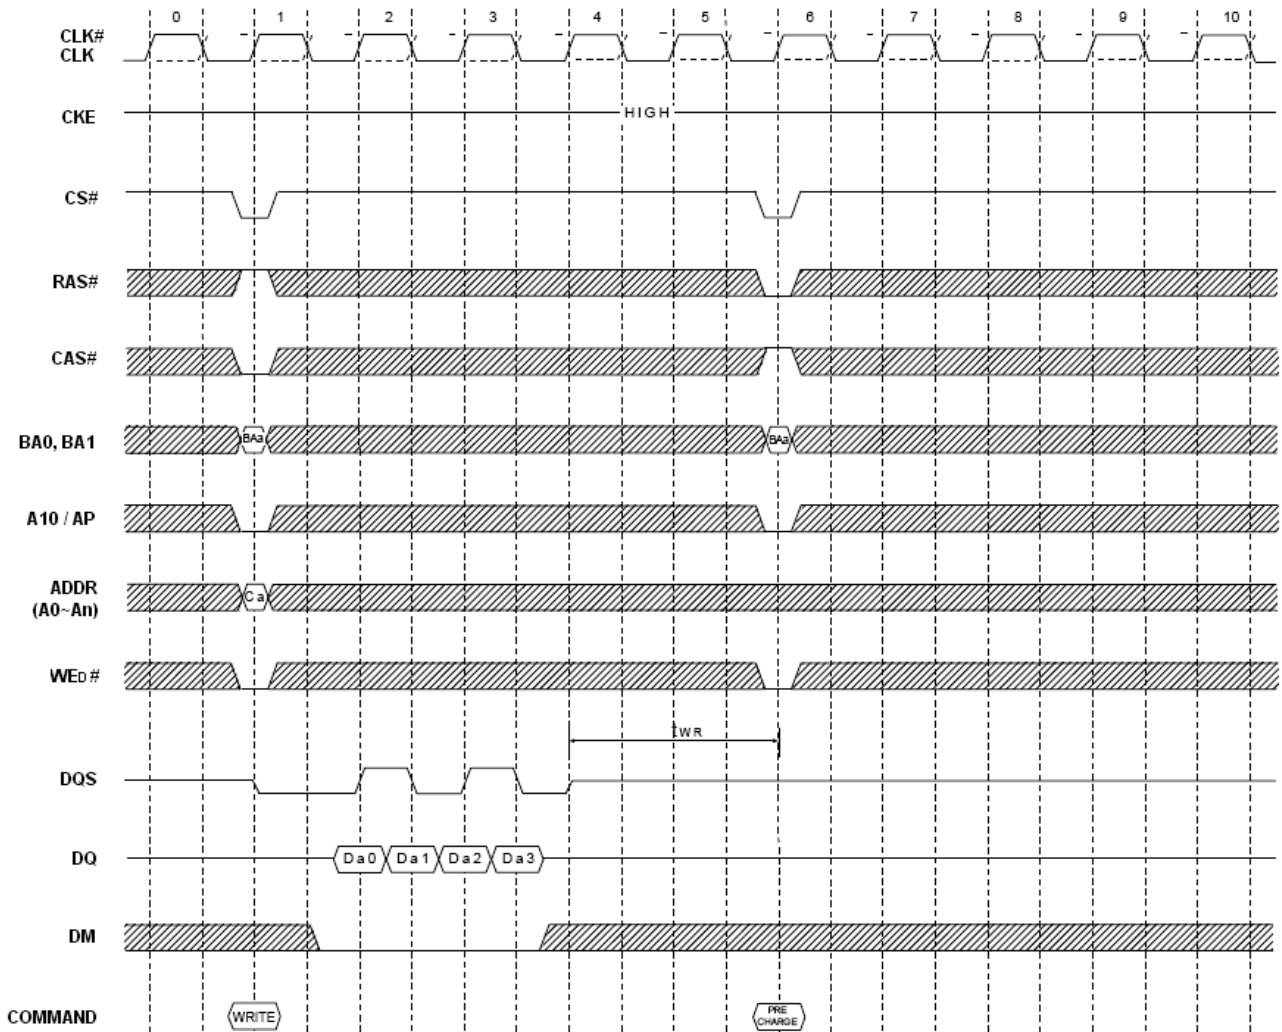 0 1 2 3 4 5 6 7 8 9 10
CLK#
CLK
CKE
HIGH
CS#
RAS#
CAS#
BA0, BA1
BAa
BAa
A10 / AP
ADDR
(A0~An)
Ca
WED#
tWR
DQS
DQ
Da0 Da1 Da2 Da3
DM
COMMAND
WRITE
PRE
CHARGE